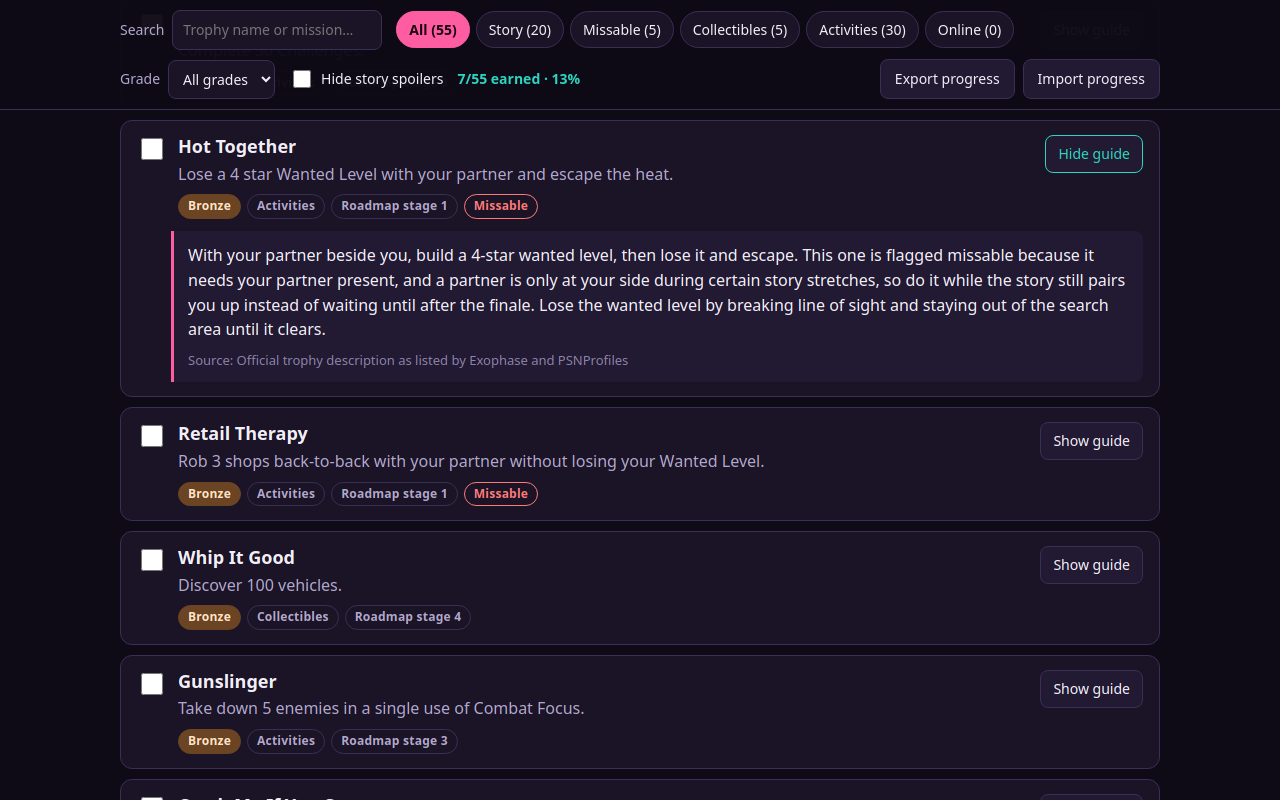 Search Trophy name or mission... All (55) Story (20) Missable (5) Collectibles (5) Activities (30) Online (0) Show guide
Grade All grades Hide story spoilers 7/55 earned · 13% Export progress Import progress
Hot Together Hide guide
Lose a 4 star Wanted Level with your partner and escape the heat.
Bronze Activities Roadmap stage 1 Missable
With your partner beside you, build a 4-star wanted level, then lose it and escape. This one is flagged missable because it
needs your partner present, and a partner is only at your side during certain story stretches, so do it while the story still pairs
you up instead of waiting until after the finale. Lose the wanted level by breaking line of sight and staying out of the search
area until it clears.
Source: Official trophy description as listed by Exophase and PSNProfiles
Retail Therapy Show guide
Rob 3 shops back-to-back with your partner without losing your Wanted Level.
Bronze Activities Roadmap stage 1 Missable
Whip It Good Show guide
Discover 100 vehicles.
Bronze Collectibles Roadmap stage 4
Gunslinger Show guide
Take down 5 enemies in a single use of Combat Focus.
Bronze Activities Roadmap stage 3